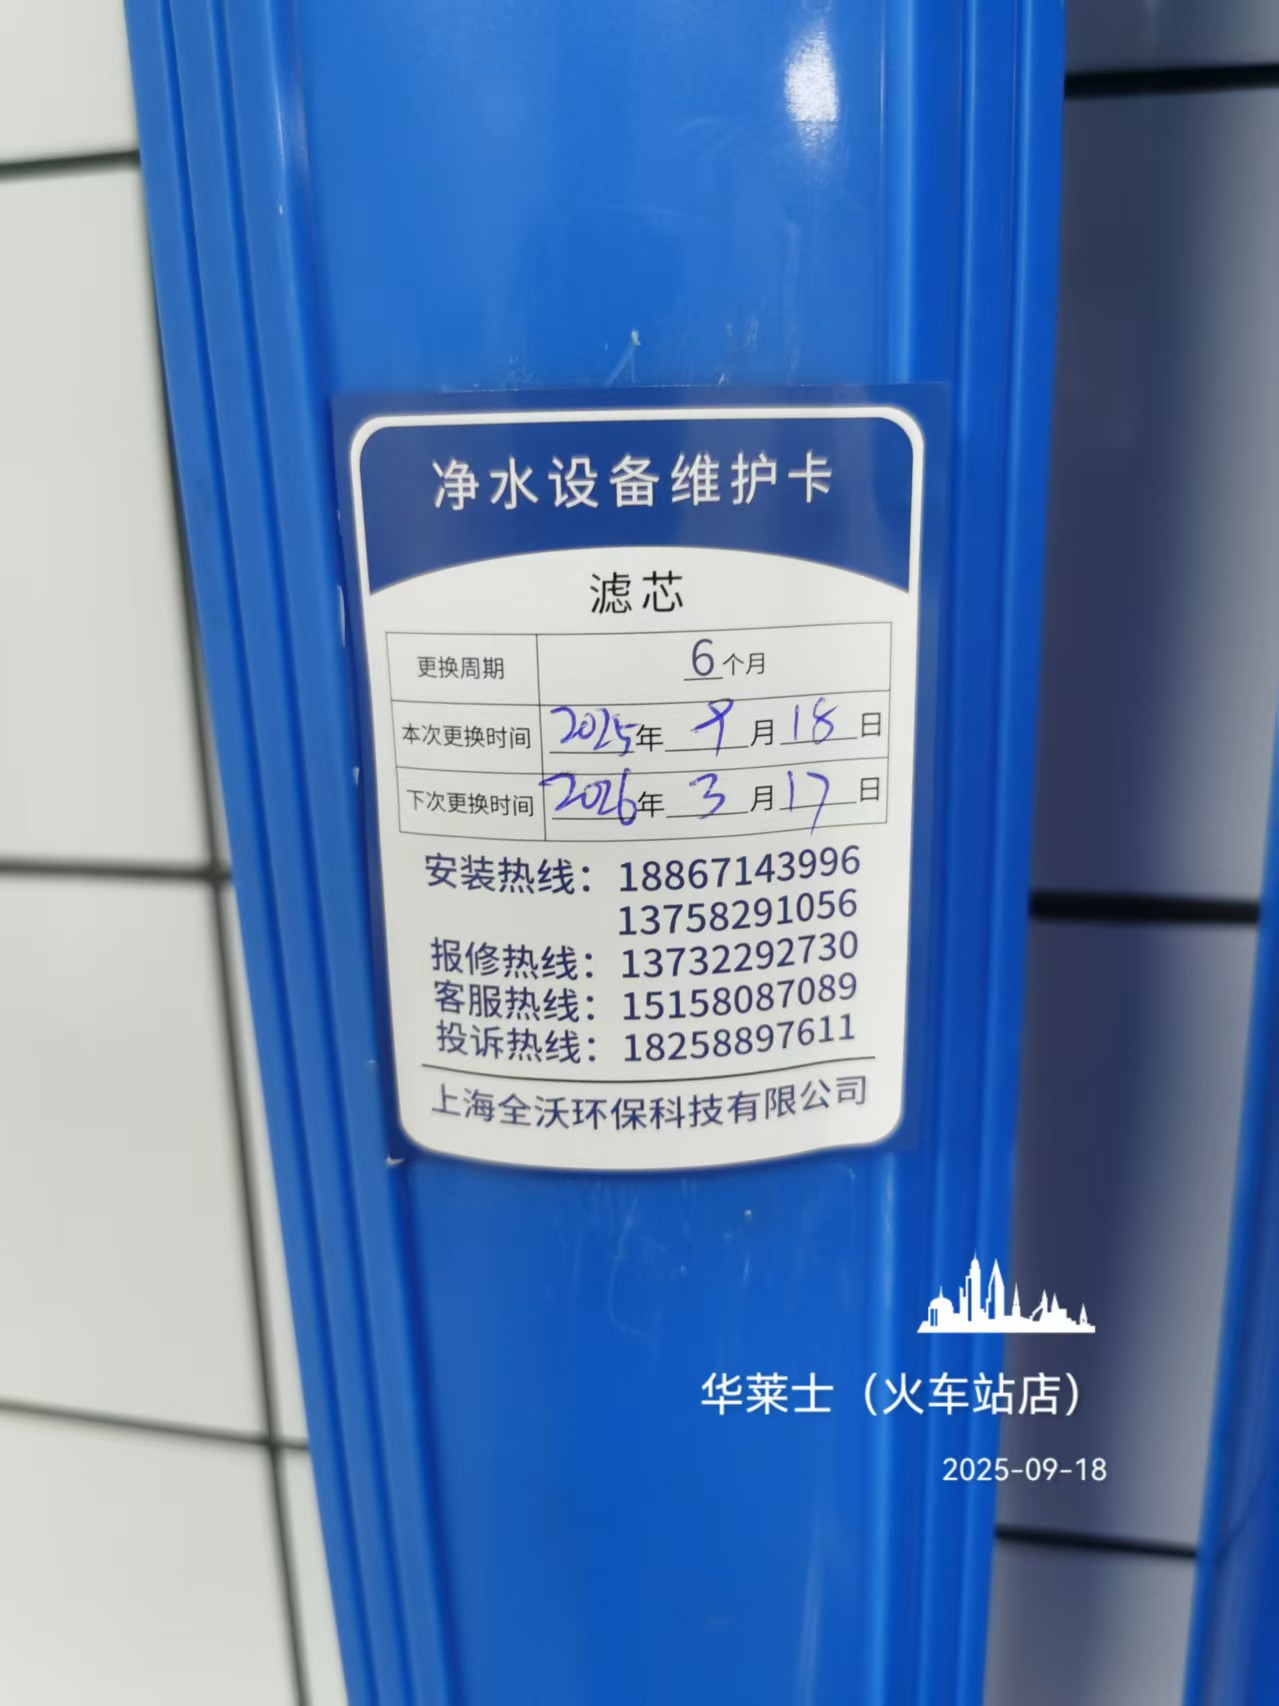 净水设备维护卡
滤芯
更换周期 6个月
本次更换时间 2025年9月18日
下次更换时间 2026年3月17日
安装热线：18867143996
13758291056
报修热线：13732292730
客服热线：15158087089
投诉热线：18258897611
上海全沃环保科技有限公司
华莱士（火车站店）
2025-09-18